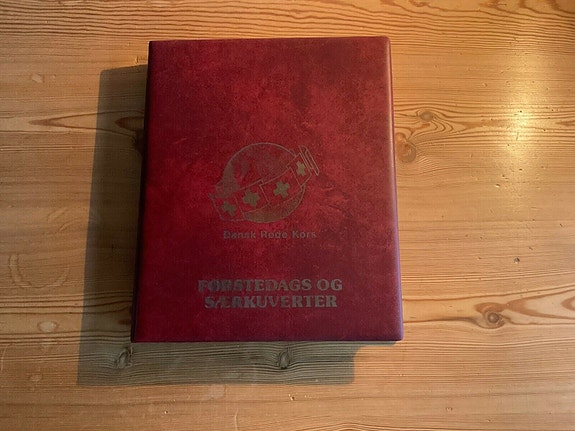 Dansk Røde Kors
FØRSTEDAGS OG
SÆRKUVERTER